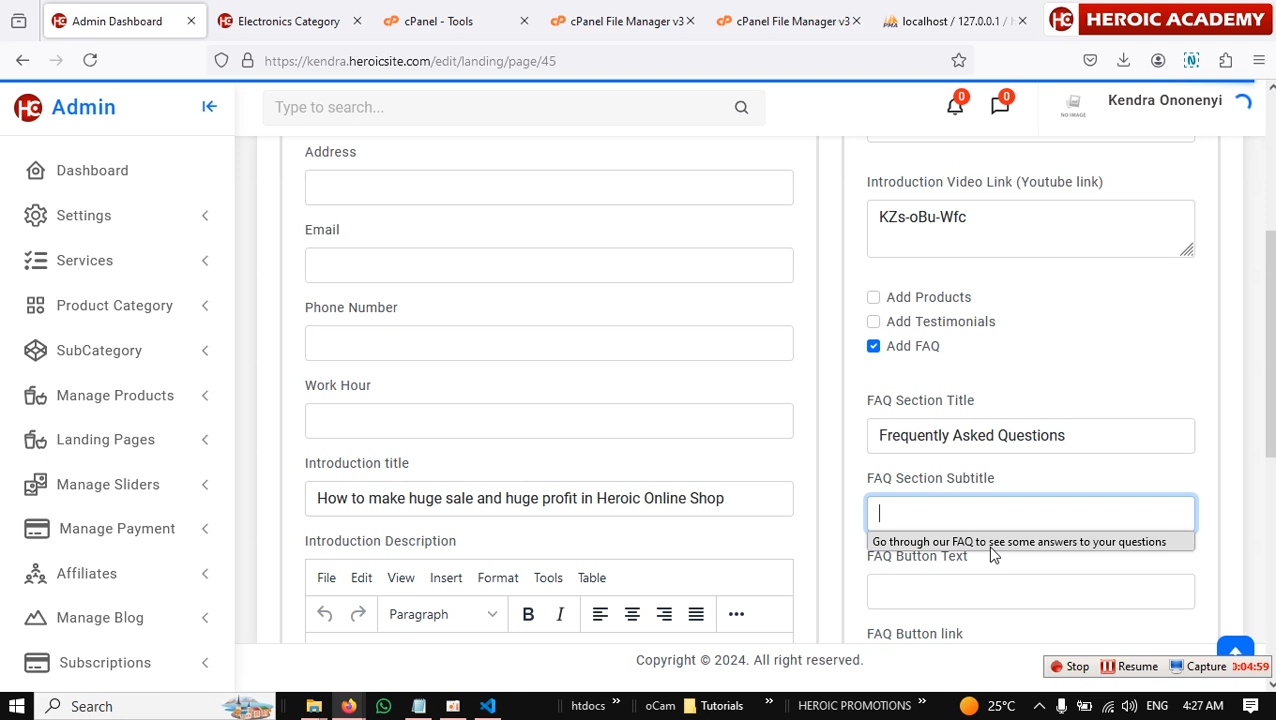 Admin Dashboard
Electronics Category
cPanel - Tools
cPanel File Manager v3
cPanel File Manager v3
localhost / 127.0.0.1 /
HEROIC ACADEMY
https://kendra.heroicsite.com/edit/landing/page/45
HC Admin
Type to search...
0
0
NO IMAGE
Kendra Ononenyi
Dashboard
Settings
Services
Product Category
SubCategory
Manage Products
Landing Pages
Manage Sliders
Manage Payment
Affiliates
Manage Blog
Subscriptions
Address
Email
Phone Number
Work Hour
Introduction title
How to make huge sale and huge profit in Heroic Online Shop
Introduction Description
File Edit View Insert Format Tools Table
Paragraph
B I
Introduction Video Link (Youtube link)
KZs-oBu-Wfc
Add Products
Add Testimonials
Add FAQ
FAQ Section Title
Frequently Asked Questions
FAQ Section Subtitle
Go through our FAQ to see some answers to your questions
FAQ Button Text
FAQ Button link
Copyright © 2024. All right reserved.
Stop Resume Capture 0:04:59
Search
htdocs
oCam
Tutorials
HEROIC PROMOTIONS
25°C
ENG
4:27 AM